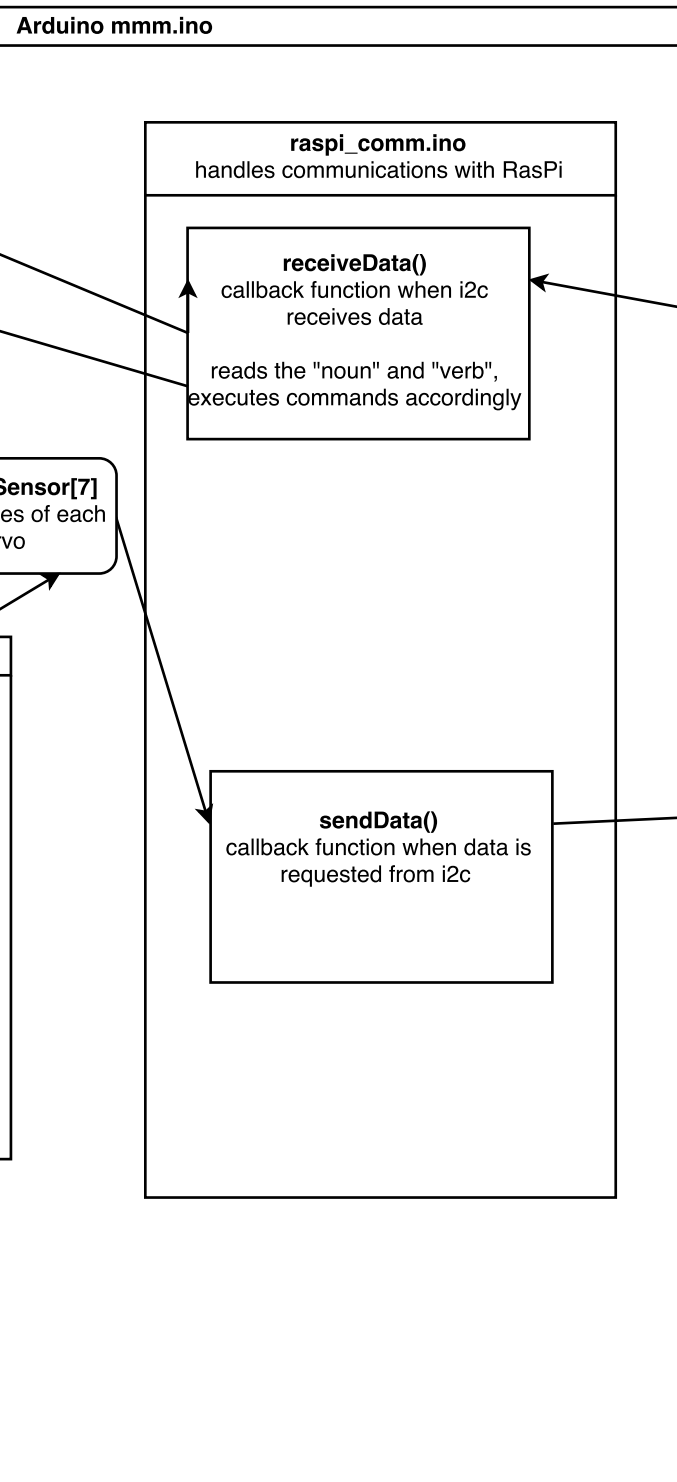 Arduino mmm.ino
raspi_comm.ino
handles communications with RasPi
receiveData()
callback function when i2c
receives data
reads the "noun" and "verb",
executes commands accordingly
Sensor[7]
es of each
vo
sendData()
callback function when data is
requested from i2c